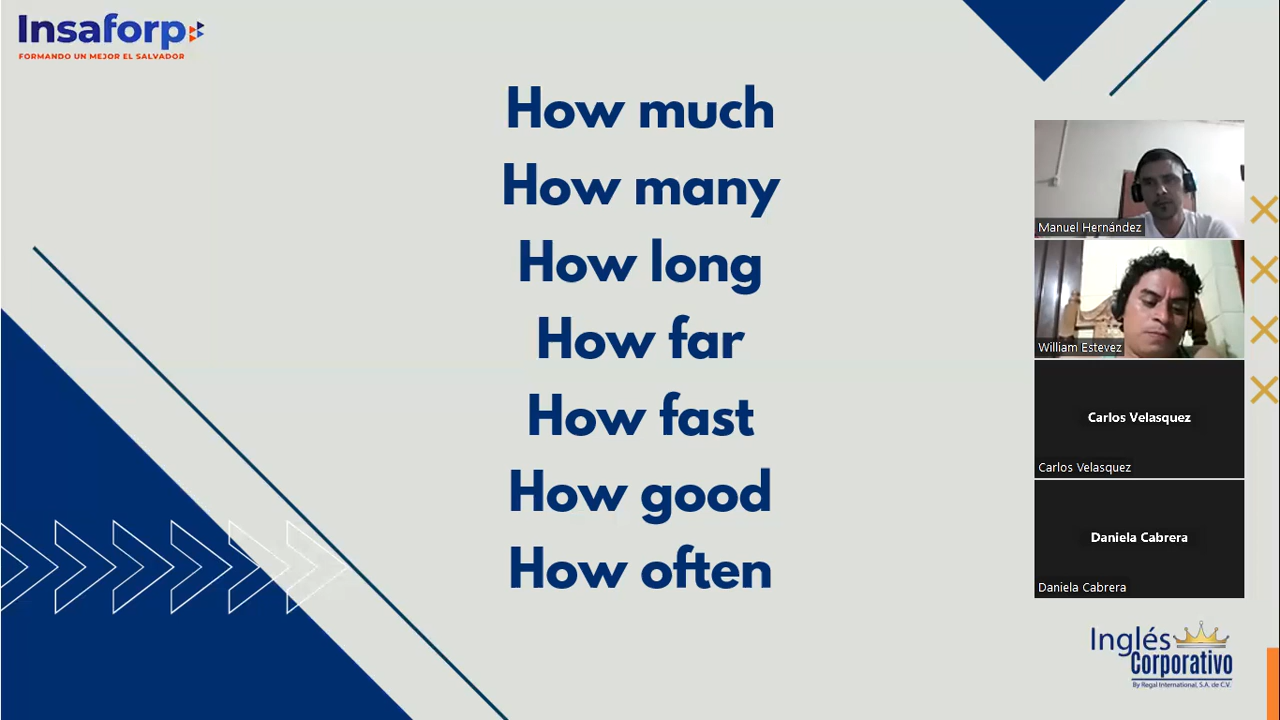 Insaforp
FORMANDO UN MEJOR EL SALVADOR
How much
How many
How long
How far
How fast
How good
How often
Manuel Hernández
William Estevez
Carlos Velasquez
Carlos Velasquez
Daniela Cabrera
Daniela Cabrera
Inglés
Corporativo
By Regal International, S.A. de C.V.